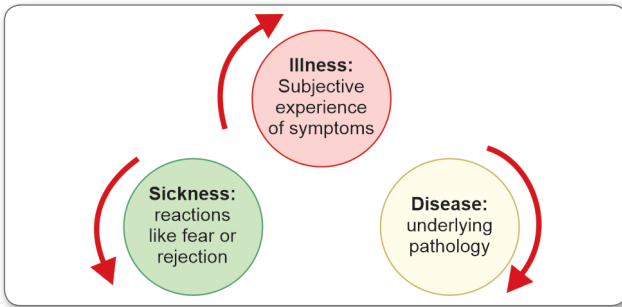 Illness:
Subjective
experience
of symptoms
Sickness:
reactions
like fear or
rejection
Disease:
underlying
pathology